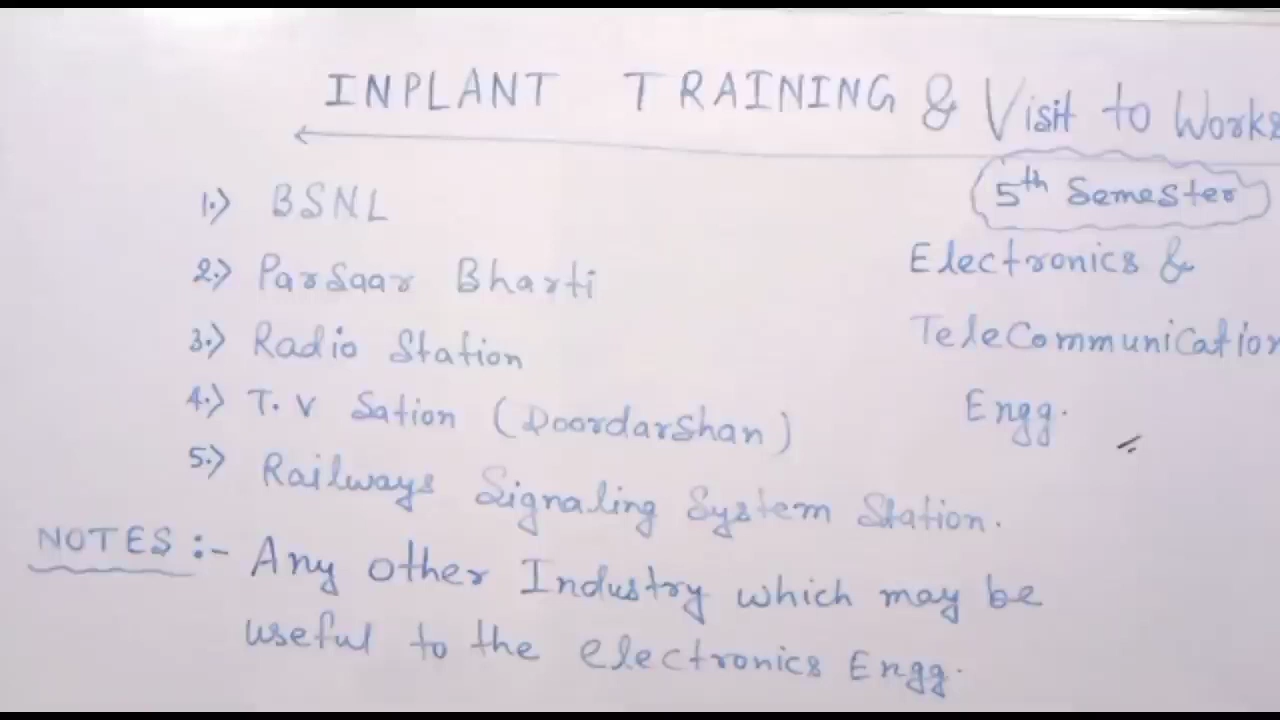 INPLANT TRAINING & Visit to Works
5th Semester
Electronics &
TeleCommunication
Engg.
1.) BSNL
2.) Parsaar Bharti
3.) Radio Station
4.) T.V Sation (Doordarshan)
5.) Railways Signaling System Station.
NOTES :- Any other Industry which may be
useful to the electronics Engg.